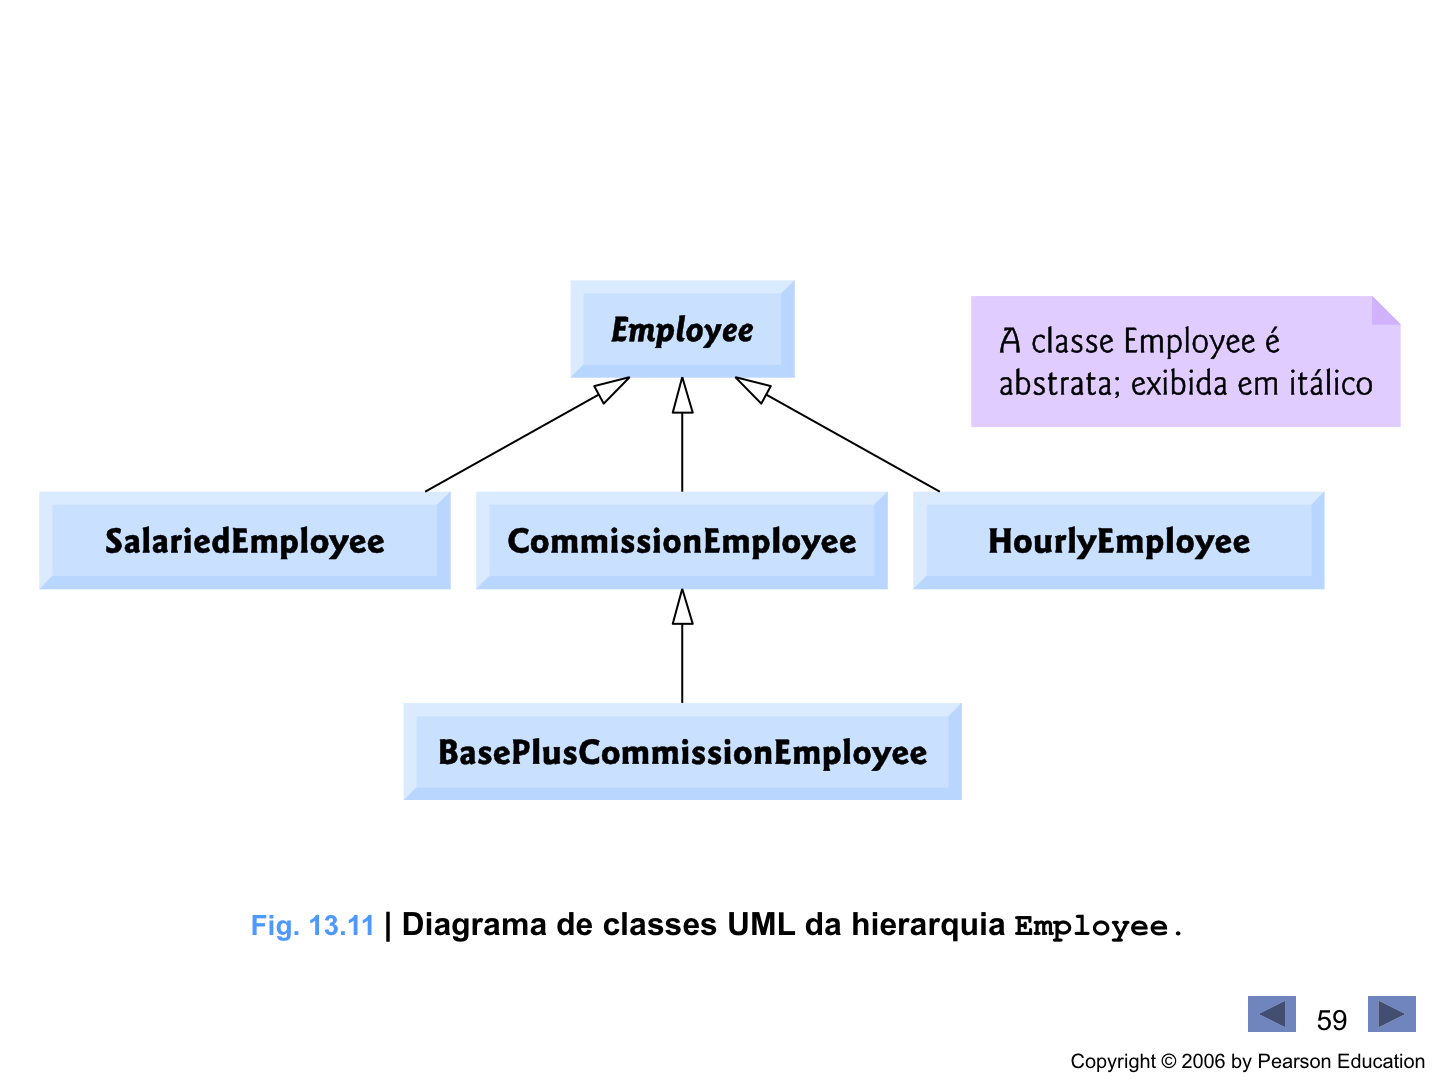 Employee
A classe Employee é
abstrata; exibida em itálico
SalariedEmployee
CommissionEmployee
HourlyEmployee
BasePlusCommissionEmployee
Fig. 13.11 | Diagrama de classes UML da hierarquia Employee.
59
Copyright © 2006 by Pearson Education